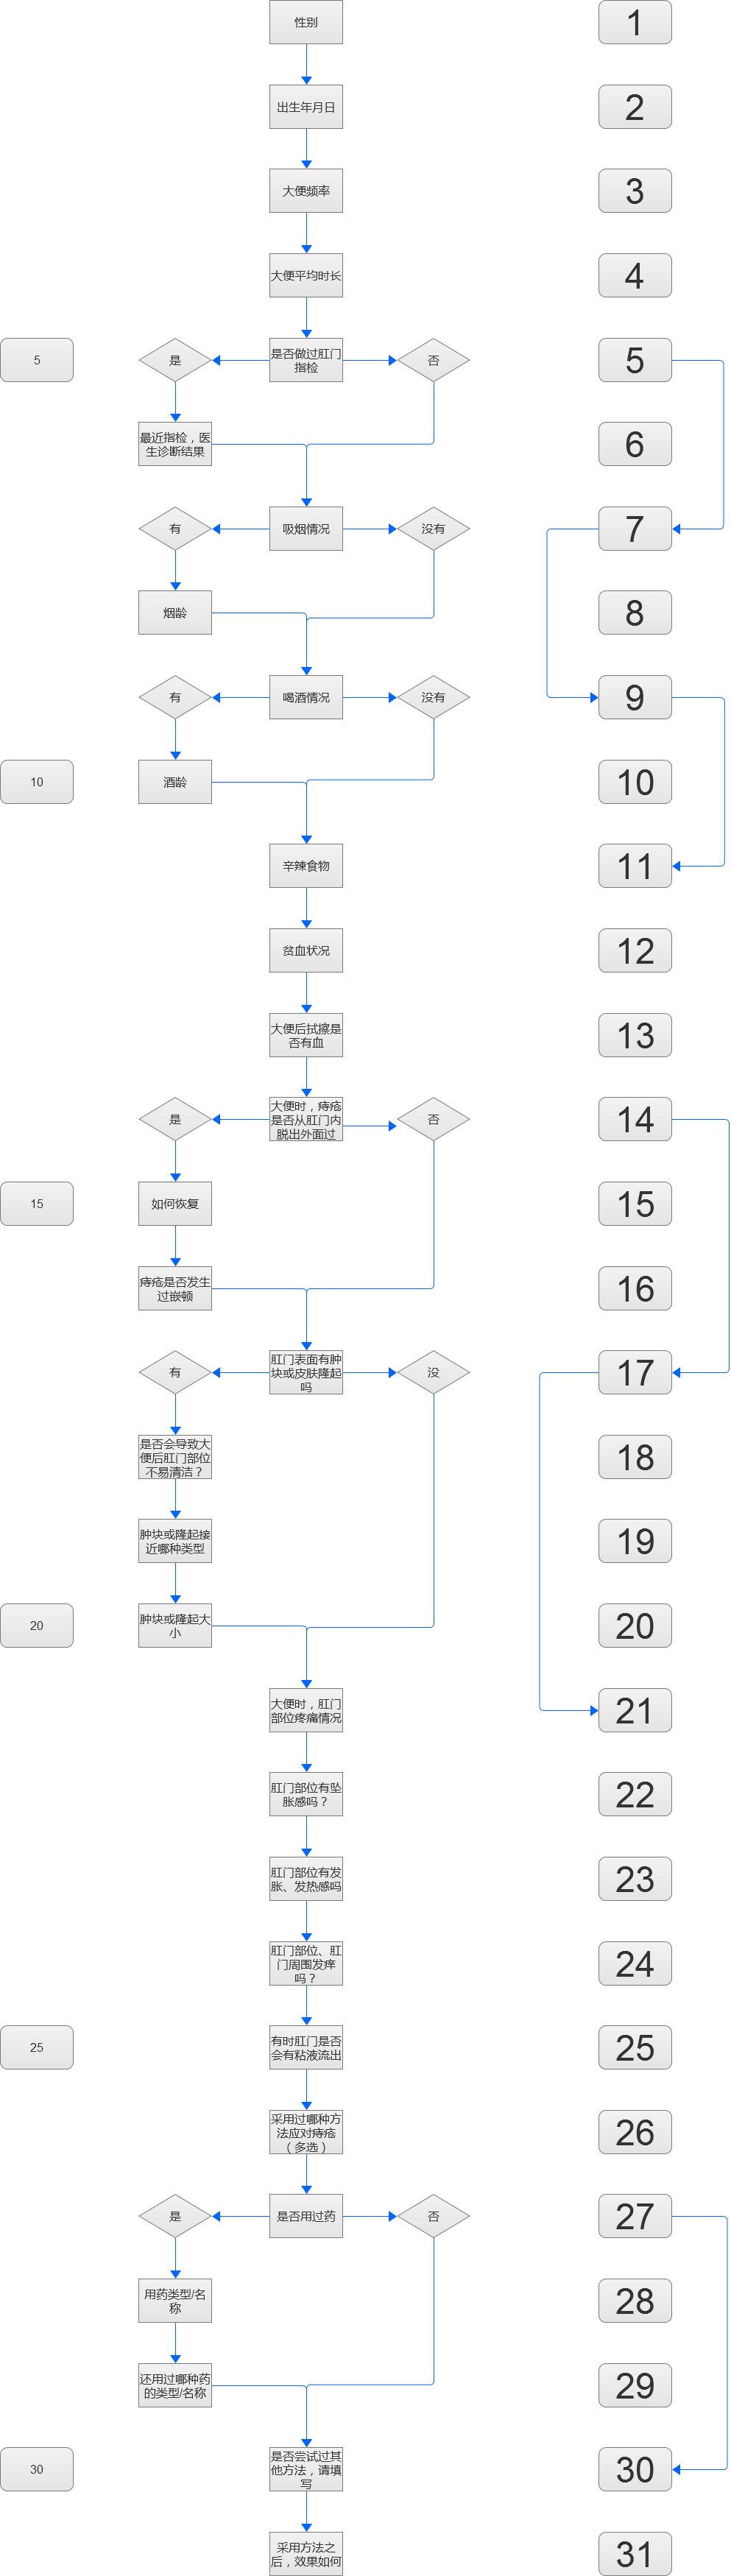 性别
1
出生年月日
2
大便频率
3
大便平均时长
4
5
是
是否做过肛门
指检
否
5
最近指检，医
生诊断结果
6
有
吸烟情况
没有
7
烟龄
8
有
喝酒情况
没有
9
10
酒龄
10
辛辣食物
11
贫血状况
12
大便后拭擦是
否有血
13
是
大便时，痔疮
是否从肛门内
脱出外面过
否
14
15
如何恢复
15
痔疮是否发生
过嵌顿
16
有
肛门表面有肿
块或皮肤隆起
吗
没
17
是否会导致大
便后肛门部位
不易清洁？
18
肿块或隆起接
近哪种类型
19
20
肿块或隆起大
小
20
大便时，肛门
部位疼痛情况
21
肛门部位有坠
胀感吗？
22
肛门部位有发
胀、发热感吗
23
肛门部位、肛
门周围发痒
吗？
24
25
有时肛门是否
会有粘液流出
25
采用过哪种方
法应对痔疮
（多选）
26
是
是否用过药
否
27
用药类型/名
称
28
还用过哪种药
的类型/名称
29
30
是否尝试过其
他方法，请填
写
30
采用方法之
后，效果如何
31